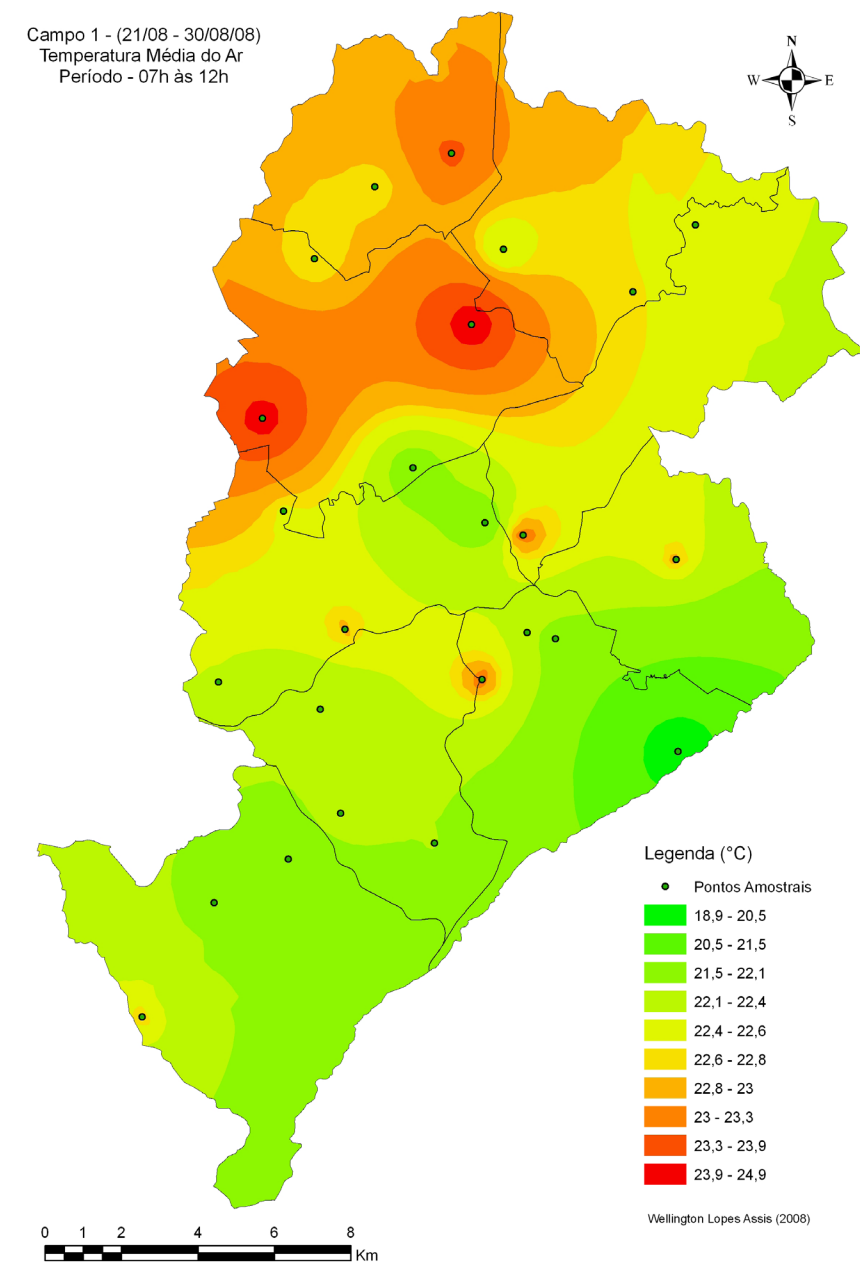 Campo 1 - (21/08 - 30/08/08)
Temperatura Média do Ar
Período - 07h às 12h
N
W E
S
Legenda (°C)
Pontos Amostrais
18,9 - 20,5
20,5 - 21,5
21,5 - 22,1
22,1 - 22,4
22,4 - 22,6
22,6 - 22,8
22,8 - 23
23 - 23,3
23,3 - 23,9
23,9 - 24,9
Wellington Lopes Assis (2008)
0 1 2 4 6 8
Km